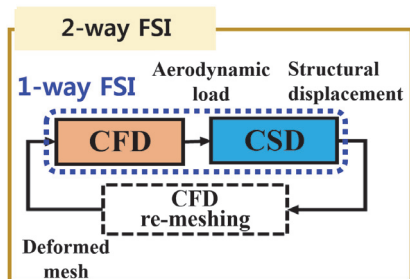 2-way FSI
1-way FSI
Aerodynamic
load
Structural
displacement
CFD
CSD
CFD
re-meshing
Deformed
mesh